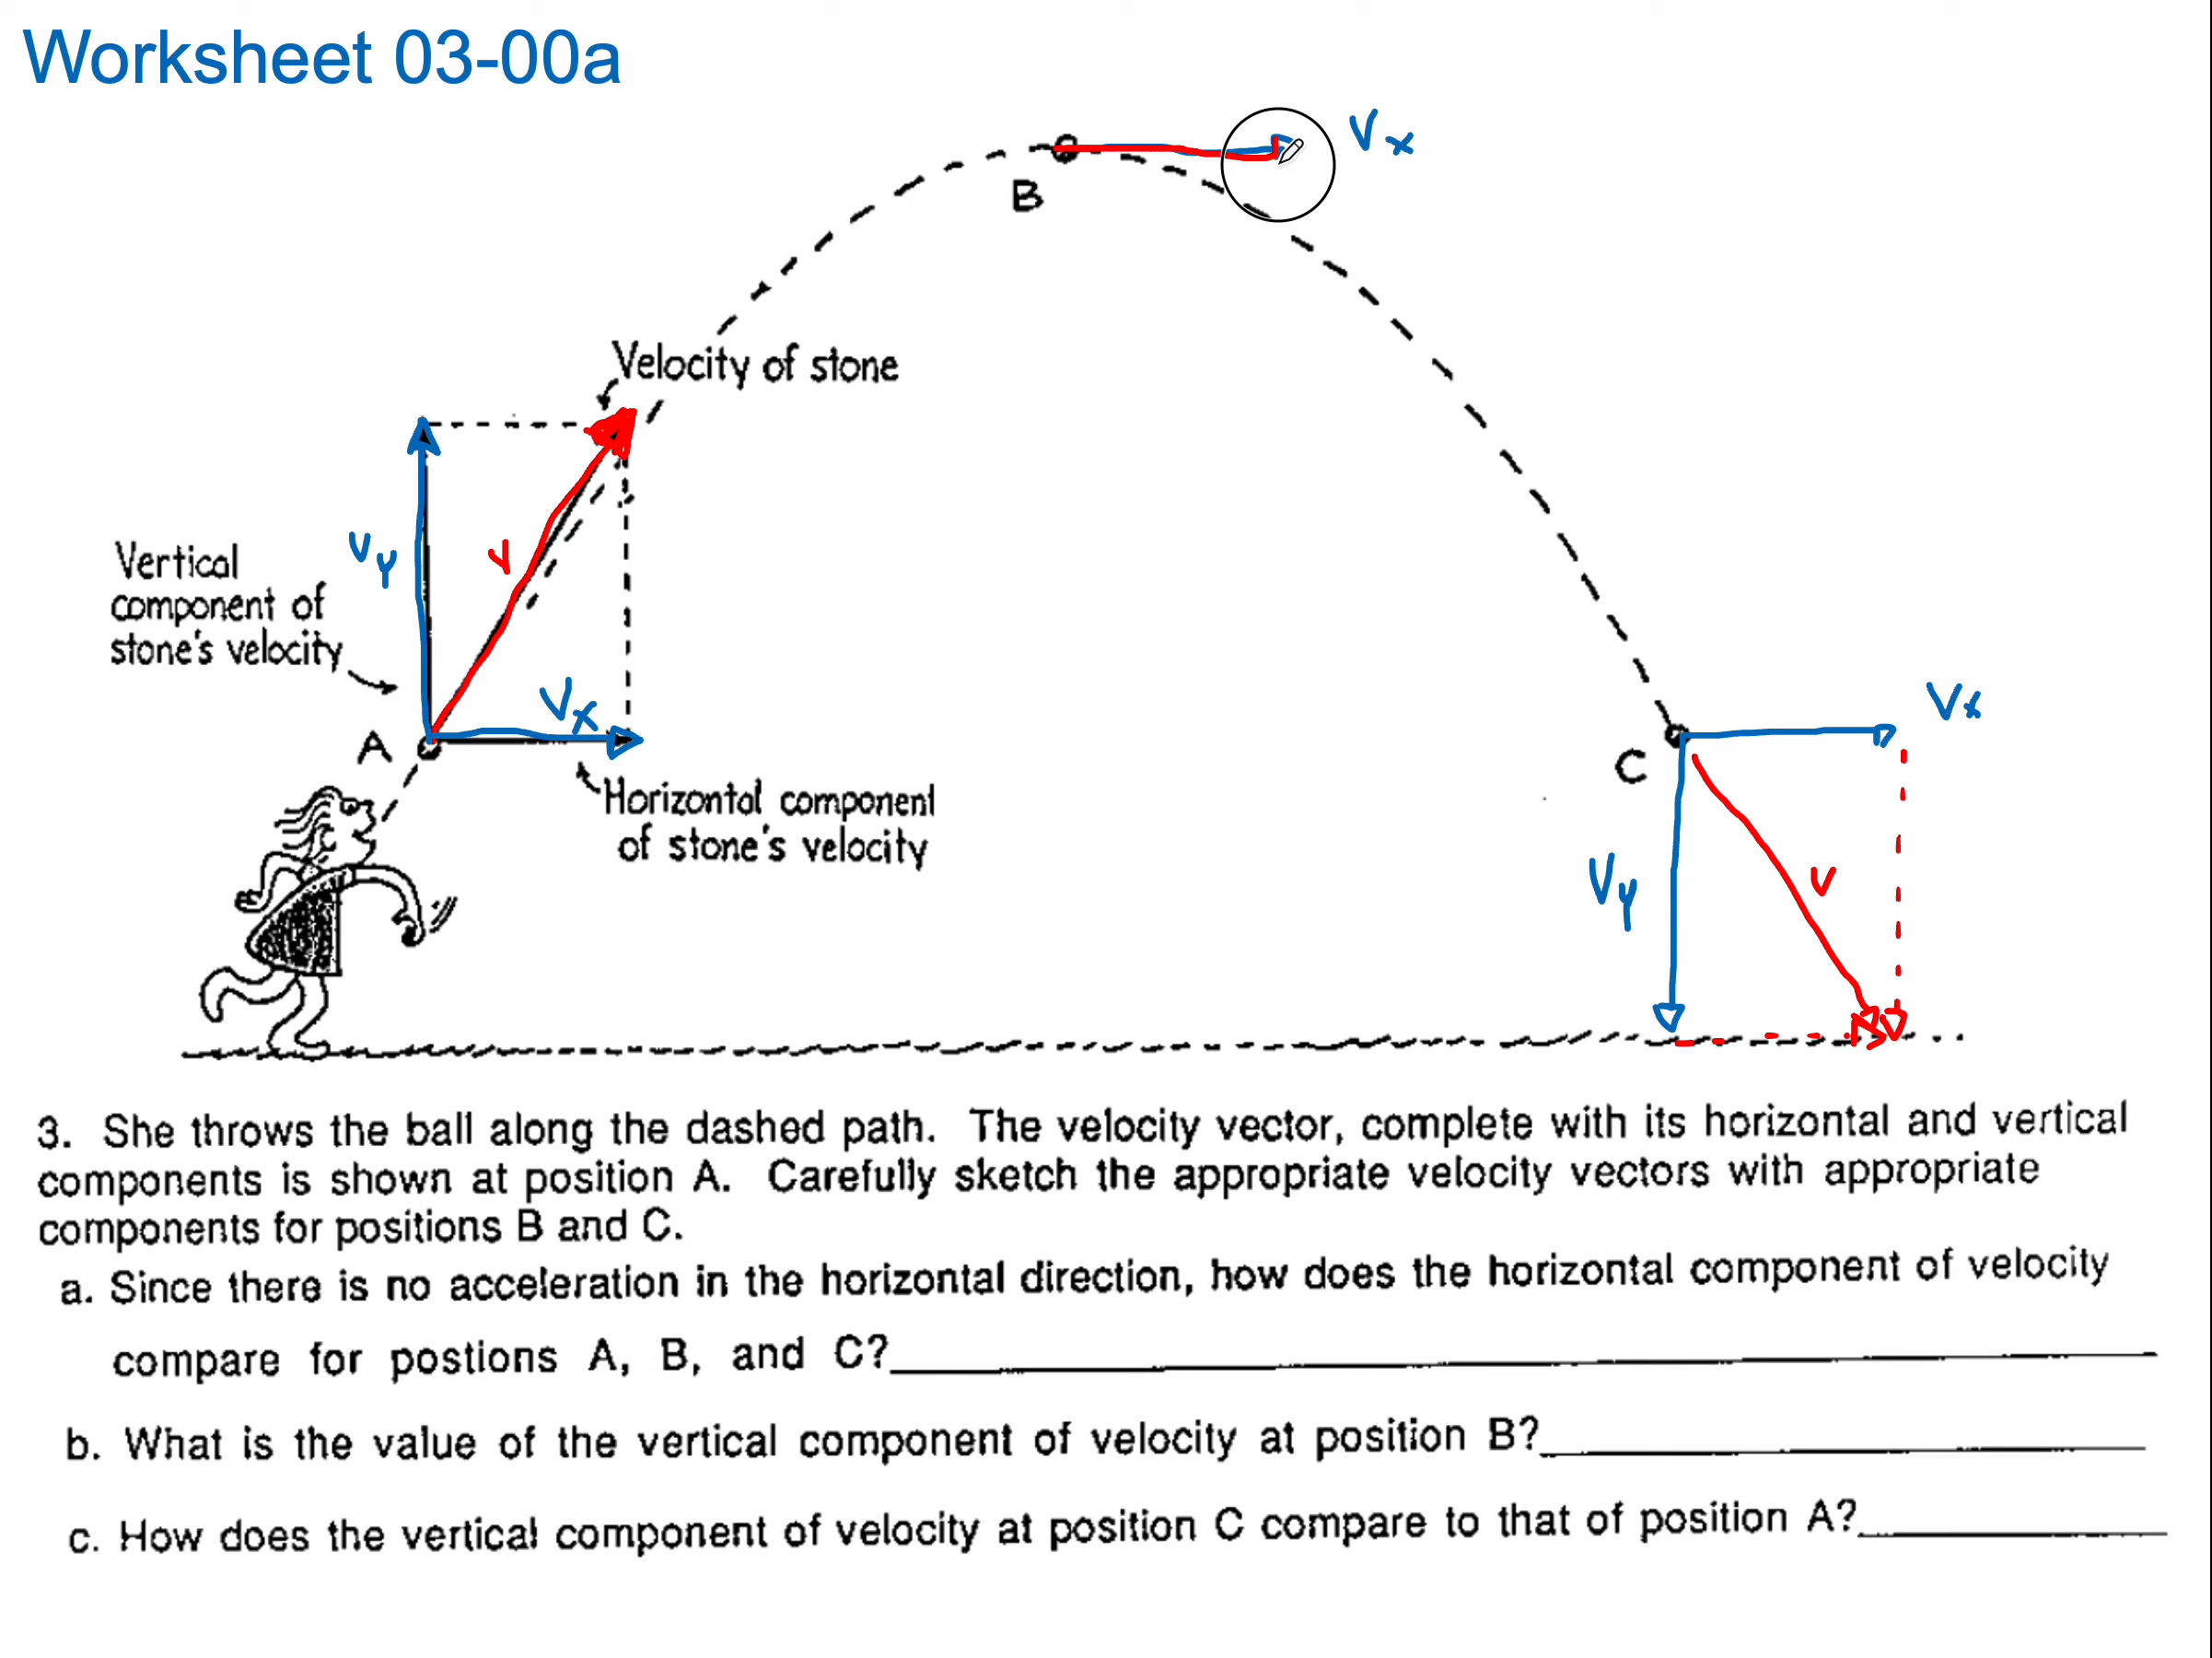 Worksheet 03-00a
Vx
B
Velocity of stone
Vy
V
Vertical
component of
stone's velocity
Vx
A
Horizontal component
of stone's velocity
Vx
C
Vy
V
3. She throws the ball along the dashed path. The velocity vector, complete with its horizontal and vertical
components is shown at position A. Carefully sketch the appropriate velocity vectors with appropriate
components for positions B and C.
a. Since there is no acceleration in the horizontal direction, how does the horizontal component of velocity
compare for postions A, B, and C?
b. What is the value of the vertical component of velocity at position B?
c. How does the vertical component of velocity at position C compare to that of position A?